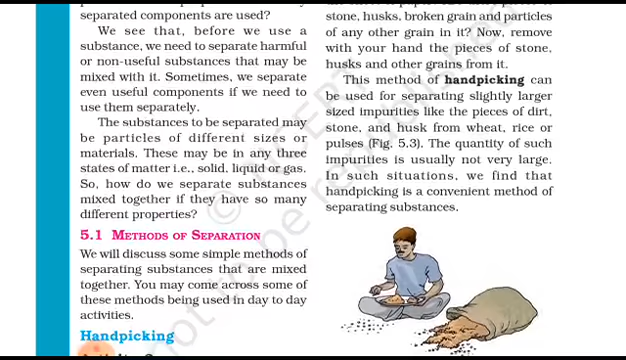 separated components are used?
We see that, before we use a
substance, we need to separate harmful
or non-useful substances that may be
mixed with it. Sometimes, we separate
even useful components if we need to
use them separately.
The substances to be separated may
be particles of different sizes or
materials. These may be in any three
states of matter i.e., solid, liquid or gas.
So, how do we separate substances
mixed together if they have so many
different properties?
5.1 METHODS OF SEPARATION
We will discuss some simple methods of
separating substances that are mixed
together. You may come across some of
these methods being used in day to day
activities.
Handpicking
stone, husks, broken grain and particles
of any other grain in it? Now, remove
with your hand the pieces of stone,
husks and other grains from it.
This method of handpicking can
be used for separating slightly larger
sized impurities like the pieces of dirt,
stone, and husk from wheat, rice or
pulses (Fig. 5.3). The quantity of such
impurities is usually not very large.
In such situations, we find that
handpicking is a convenient method of
separating substances.